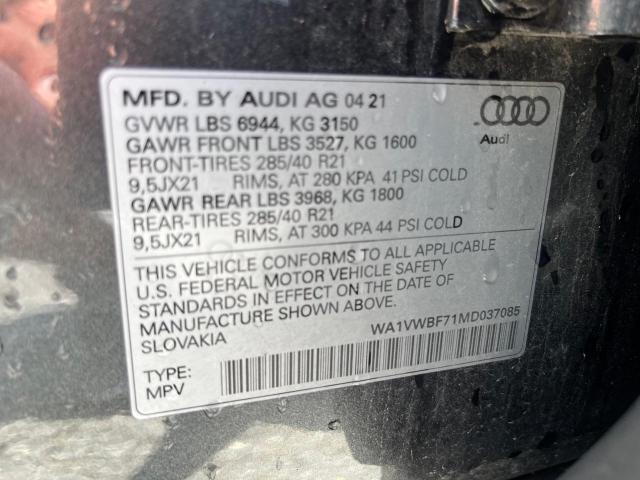 MFD. BY AUDI AG 04 21
GVWR LBS 6944, KG 3150
GAWR FRONT LBS 3527, KG 1600
FRONT-TIRES 285/40 R21
9,5JX21 RIMS, AT 280 KPA 41 PSI COLD
GAWR REAR LBS 3968, KG 1800
REAR-TIRES 285/40 R21
9,5JX21 RIMS, AT 300 KPA 44 PSI COLD
Audi
THIS VEHICLE CONFORMS TO ALL APPLICABLE
U.S. FEDERAL MOTOR VEHICLE SAFETY
STANDARDS IN EFFECT ON THE DATE OF
MANUFACTURE SHOWN ABOVE.
SLOVAKIA
WA1VWBF71MD037085
TYPE:
MPV